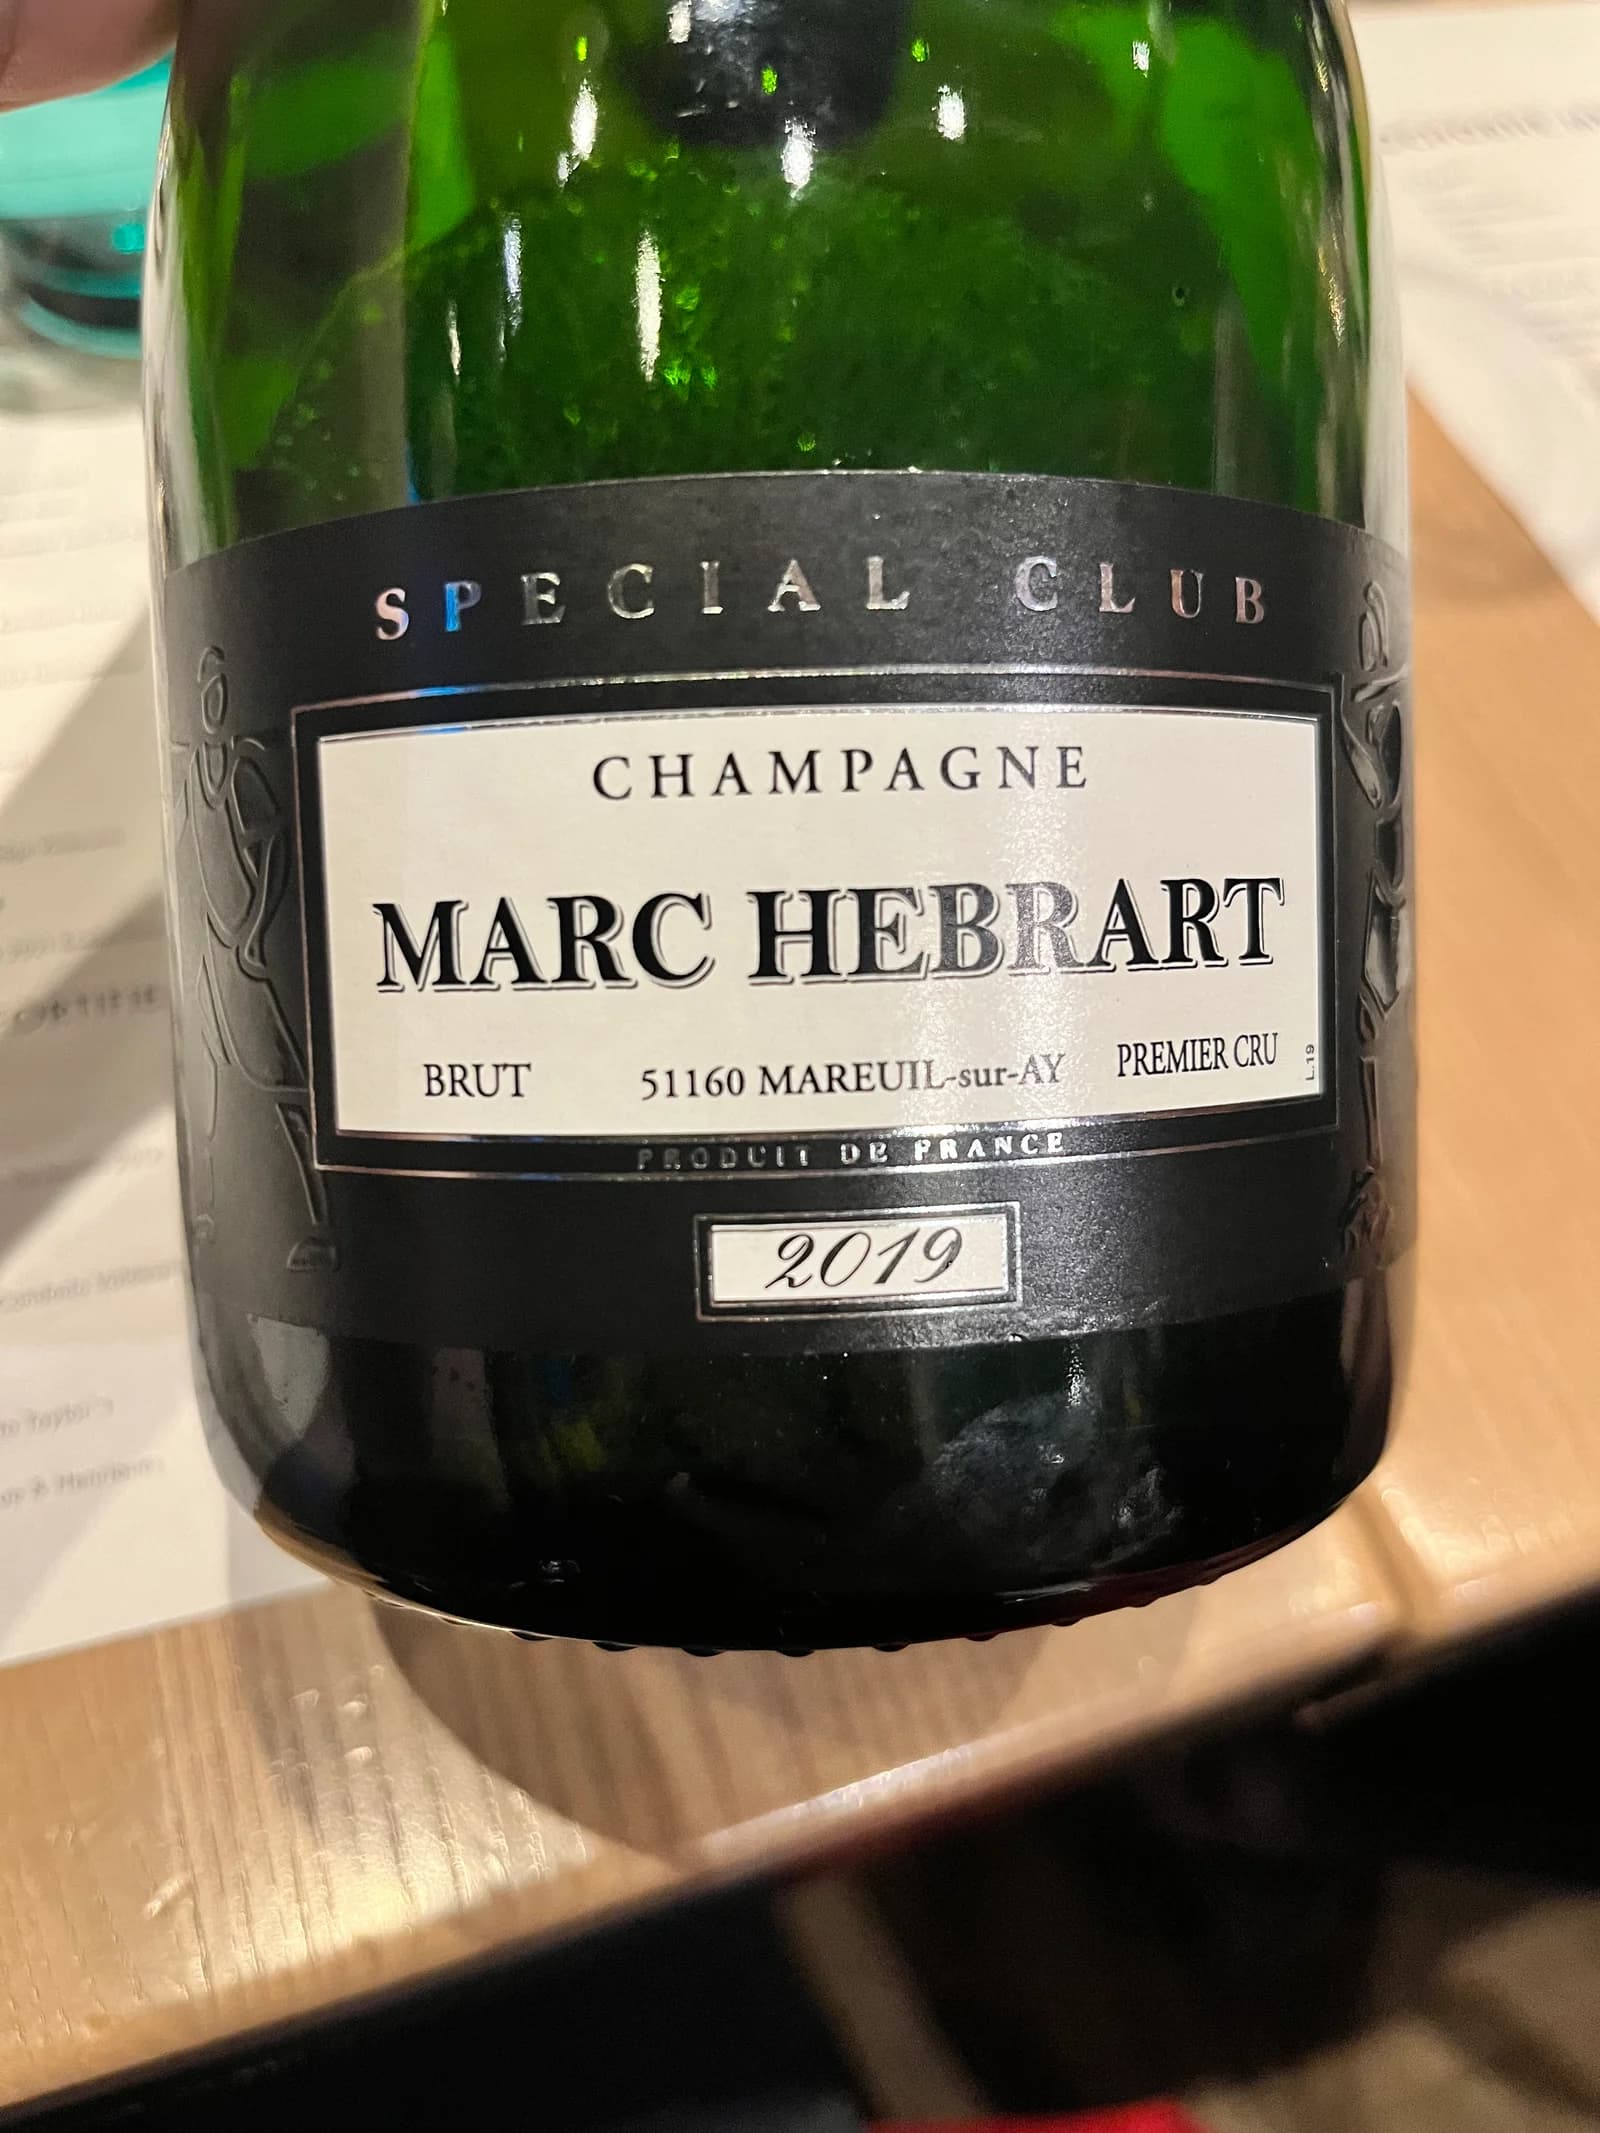 SPECIAL CLUB
CHAMPAGNE
MARC HEBRART
BRUT
51160 MAREUIL-sur-AY
PREMIER CRU
L.19
PRODUIT DE FRANCE
2019